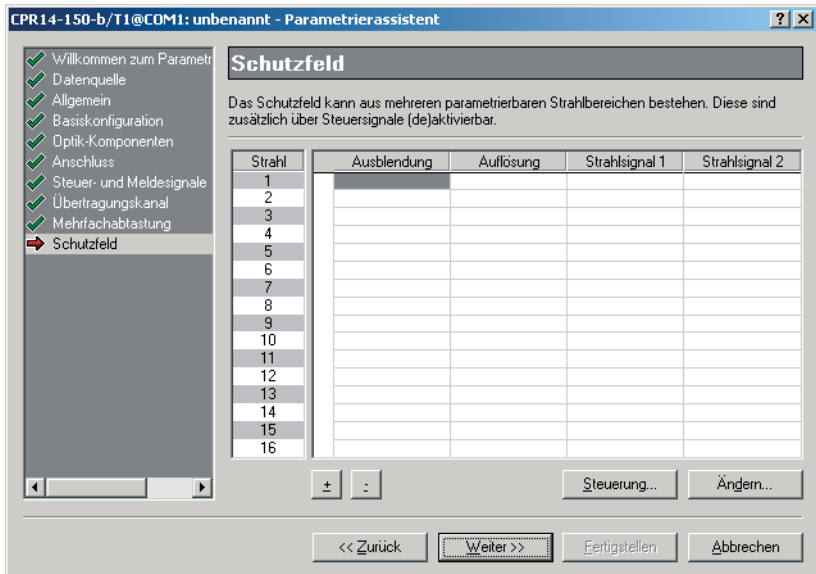 CPR14-150-b/T1@COM1: unbenannt - Parametrierassistent
Willkommen zum Parametr
Datenquelle
Allgemein
Basiskonfiguration
Optik-Komponenten
Anschluss
Steuer- und Meldesignale
Übertragungskanal
Mehrfachabtastung
Schutzfeld
Schutzfeld
Das Schutzfeld kann aus mehreren parametrierbaren Strahlbereichen bestehen. Diese sind
zusätzlich über Steuersignale (de)aktivierbar.
Strahl Ausblendung Auflösung Strahlsignal 1 Strahlsignal 2
1
2
3
4
5
6
7
8
9
10
11
12
13
14
15
16
+ - Steuerung... Ändern...
<< Zurück Weiter >> Fertigstellen Abbrechen